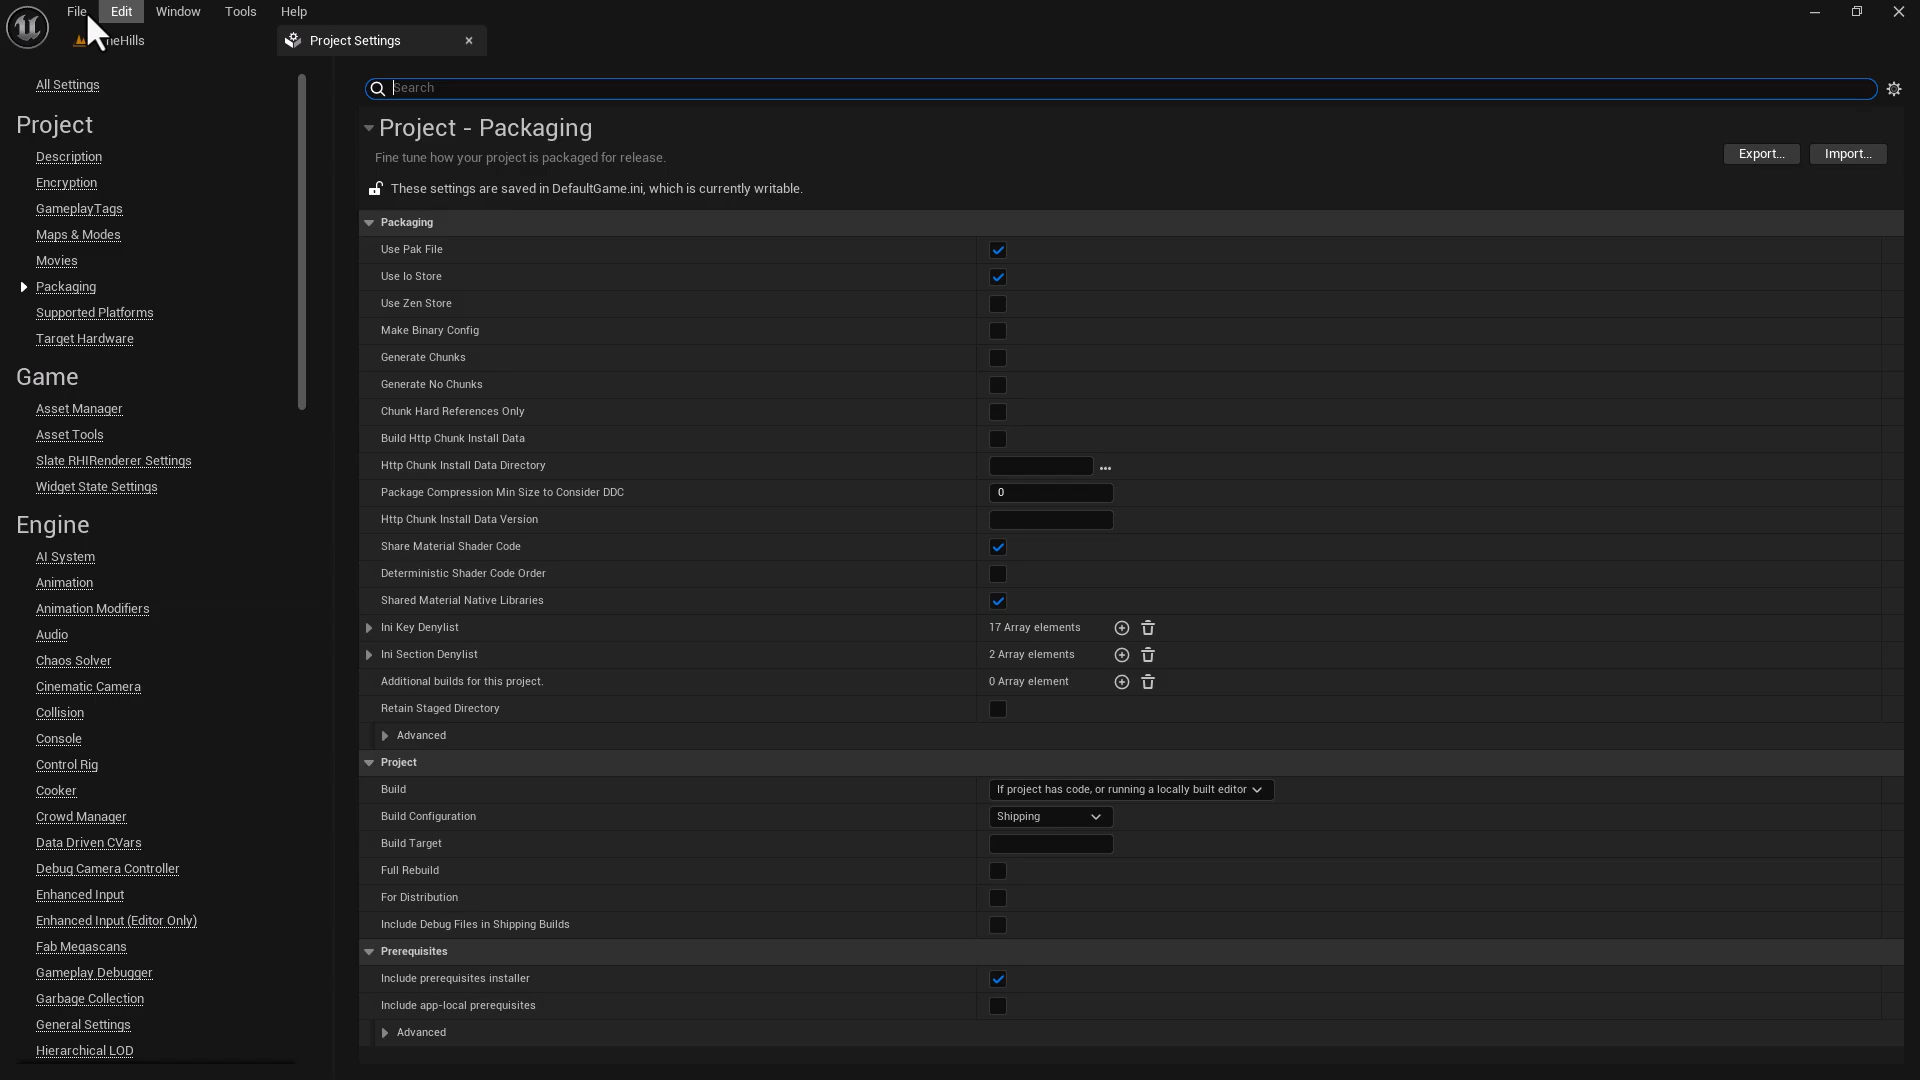 File Edit Window Tools Help
Project Settings
All Settings
Project
Description
Encryption
GameplayTags
Maps & Modes
Movies
Packaging
Supported Platforms
Target Hardware
Game
Asset Manager
Asset Tools
Slate RHIRenderer Settings
Widget State Settings
Engine
AI System
Animation
Animation Modifiers
Audio
Chaos Solver
Cinematic Camera
Collision
Console
Control Rig
Cooker
Crowd Manager
Data Driven CVars
Debug Camera Controller
Enhanced Input
Enhanced Input (Editor Only)
Fab Megascans
Gameplay Debugger
Garbage Collection
General Settings
Hierarchical LOD
Search
Project - Packaging
Fine tune how your project is packaged for release.
Export... Import...
These settings are saved in DefaultGame.ini, which is currently writable.
Packaging
Use Pak File
Use Io Store
Use Zen Store
Make Binary Config
Generate Chunks
Generate No Chunks
Chunk Hard References Only
Build Http Chunk Install Data
Http Chunk Install Data Directory ...
Package Compression Min Size to Consider DDC 0
Http Chunk Install Data Version
Share Material Shader Code
Deterministic Shader Code Order
Shared Material Native Libraries
Ini Key Denylist 17 Array elements
Ini Section Denylist 2 Array elements
Additional builds for this project. 0 Array element
Retain Staged Directory
Advanced
Project
Build If project has code, or running a locally built editor
Build Configuration Shipping
Build Target
Full Rebuild
For Distribution
Include Debug Files in Shipping Builds
Prerequisites
Include prerequisites installer
Include app-local prerequisites
Advanced